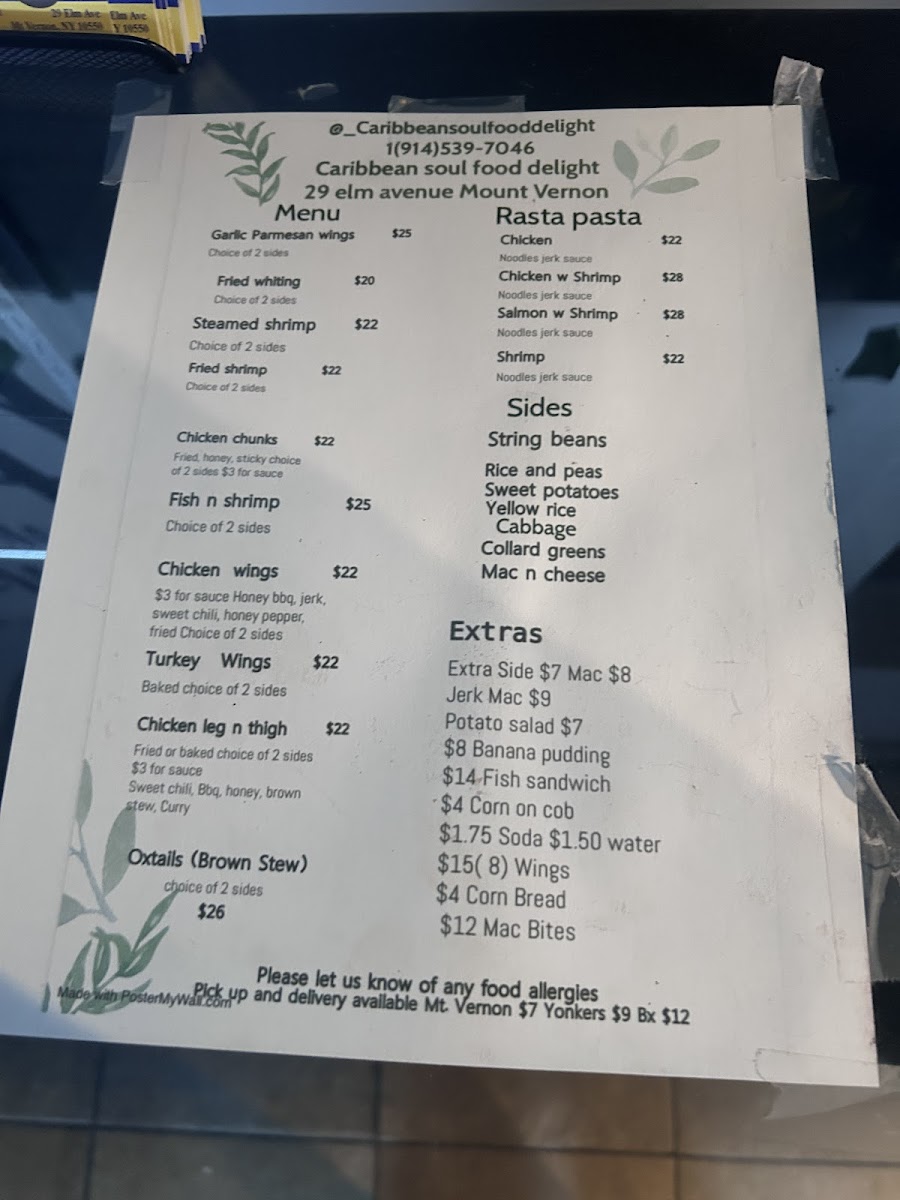 29 Elm Ave Elm Ave
Mt Vernon, NY 10550 Y 10550
@_Caribbeansoulfooddelight
1(914)539-7046
Caribbean soul food delight
29 elm avenue Mount Vernon
Menu
Garlic Parmesan wings $25
Choice of 2 sides
Fried whiting $20
Choice of 2 sides
Steamed shrimp $22
Choice of 2 sides
Fried shrimp $22
Choice of 2 sides
Chicken chunks $22
Fried, honey, sticky choice
of 2 sides $3 for sauce
Fish n shrimp $25
Choice of 2 sides
Chicken wings $22
$3 for sauce Honey bbq, jerk,
sweet chili, honey pepper,
fried Choice of 2 sides
Turkey Wings $22
Baked choice of 2 sides
Chicken leg n thigh $22
Fried or baked choice of 2 sides
$3 for sauce
Sweet chili, Bbq, honey, brown
stew, Curry
Oxtails (Brown Stew)
choice of 2 sides
$26
Rasta pasta
Chicken $22
Noodles jerk sauce
Chicken w Shrimp $28
Noodles jerk sauce
Salmon w Shrimp $28
Noodles jerk sauce
Shrimp $22
Noodles jerk sauce
Sides
String beans
Rice and peas
Sweet potatoes
Yellow rice
Cabbage
Collard greens
Mac n cheese
Extras
Extra Side $7 Mac $8
Jerk Mac $9
Potato salad $7
$8 Banana pudding
$14 Fish sandwich
$4 Corn on cob
$1.75 Soda $1.50 water
$15( 8) Wings
$4 Corn Bread
$12 Mac Bites
Please let us know of any food allergies
Pick up and delivery available Mt. Vernon $7 Yonkers $9 Bx $12
Made with PosterMyWall.com